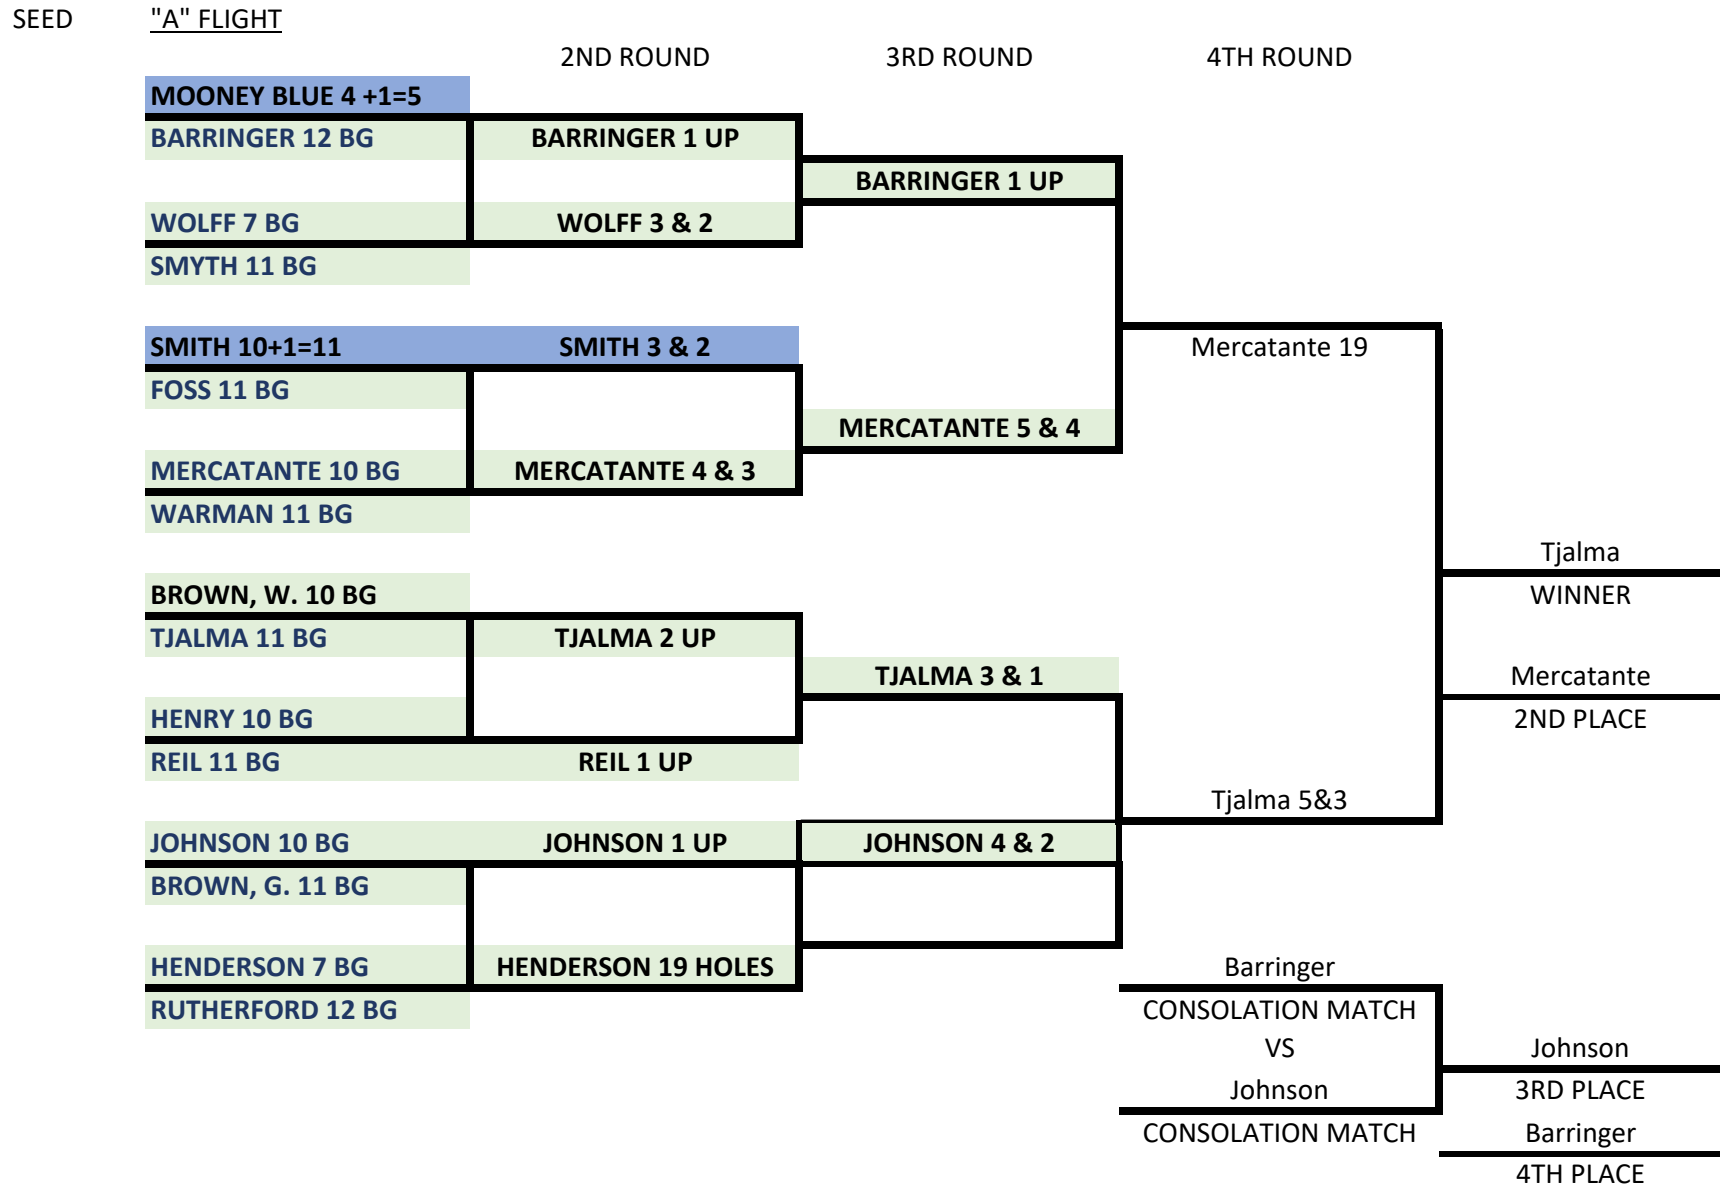 SEED "A" FLIGHT
2ND ROUND 3RD ROUND 4TH ROUND
MOONEY BLUE 4 +1=5
BARRINGER 12 BG BARRINGER 1 UP
BARRINGER 1 UP
WOLFF 7 BG WOLFF 3 & 2
SMYTH 11 BG
SMITH 10+1=11 SMITH 3 & 2 Mercatante 19
FOSS 11 BG
MERCATANTE 5 & 4
MERCATANTE 10 BG MERCATANTE 4 & 3
WARMAN 11 BG
Tjalma
BROWN, W. 10 BG WINNER
TJALMA 11 BG TJALMA 2 UP
TJALMA 3 & 1 Mercatante
HENRY 10 BG 2ND PLACE
REIL 11 BG REIL 1 UP
Tjalma 5&3
JOHNSON 10 BG JOHNSON 1 UP JOHNSON 4 & 2
BROWN, G. 11 BG
HENDERSON 7 BG HENDERSON 19 HOLES Barringer
RUTHERFORD 12 BG CONSOLATION MATCH
VS Johnson
Johnson 3RD PLACE
CONSOLATION MATCH Barringer
4TH PLACE